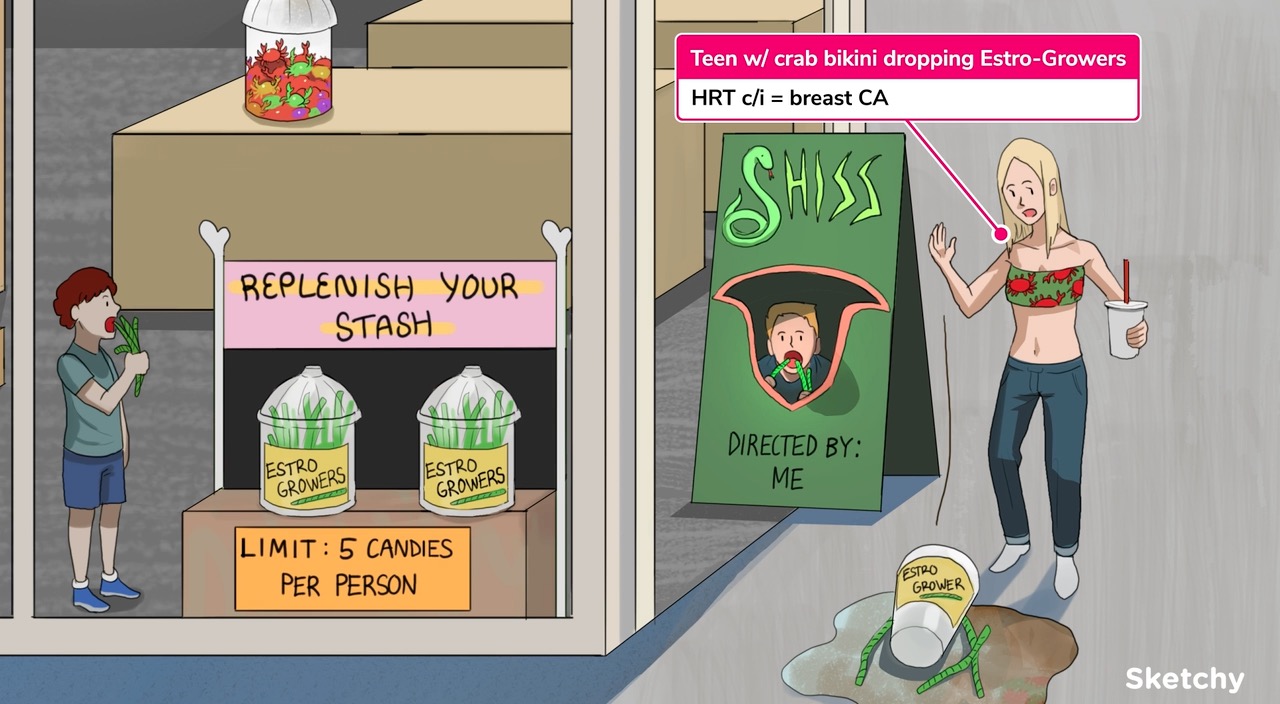 Teen w/ crab bikini dropping Estro-Growers
HRT c/i = breast CA
SHISS
DIRECTED BY:
ME
REPLENISH YOUR
STASH
ESTRO
GROWERS
ESTRO
GROWERS
LIMIT: 5 CANDIES
PER PERSON
ESTRO
GROWER
Sketchy